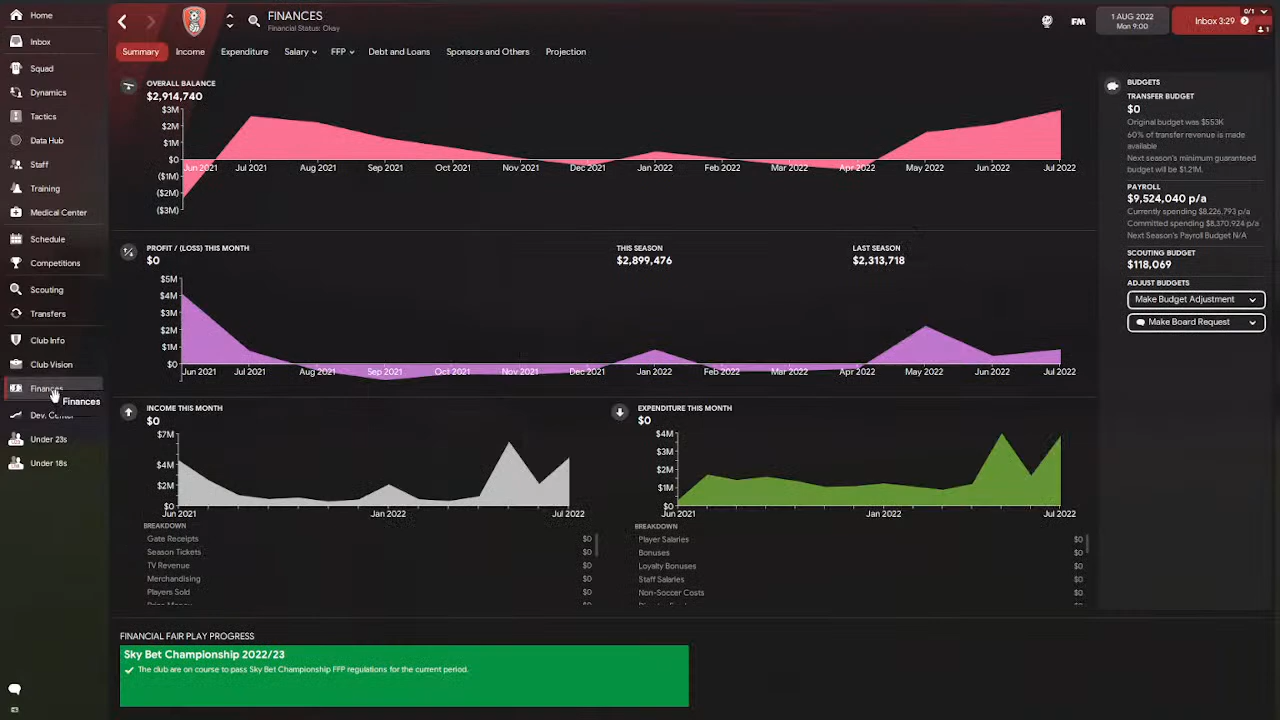 Home
Inbox
Squad
Dynamics
Tactics
Data Hub
Staff
Training
Medical Center
Schedule
Competitions
Scouting
Transfers
Club Info
Club Vision
Finances
Finances
Dev. Center
Under 23s
Under 18s
FINANCES
Financial Status: Okay
FM
1 AUG 2022
Mon 9:00
Inbox 3:29
0/1
1
Summary
Income
Expenditure
Salary
FFP
Debt and Loans
Sponsors and Others
Projection
OVERALL BALANCE
$2,914,740
$3M
$2M
$1M
$0
($1M)
($2M)
($3M)
Jun 2021 Jul 2021 Aug 2021 Sep 2021 Oct 2021 Nov 2021 Dec 2021 Jan 2022 Feb 2022 Mar 2022 Apr 2022 May 2022 Jun 2022 Jul 2022
PROFIT / (LOSS) THIS MONTH
$0
THIS SEASON
$2,899,476
LAST SEASON
$2,313,718
$5M
$4M
$3M
$2M
$1M
$0
Jun 2021 Jul 2021 Aug 2021 Sep 2021 Oct 2021 Nov 2021 Dec 2021 Jan 2022 Feb 2022 Mar 2022 Apr 2022 May 2022 Jun 2022 Jul 2022
INCOME THIS MONTH
$0
$7M
$4M
$2M
$0
Jun 2021 Jan 2022 Jul 2022
BREAKDOWN
Gate Receipts $0
Season Tickets $0
TV Revenue $0
Merchandising $0
Players Sold $0
EXPENDITURE THIS MONTH
$0
$4M
$3M
$2M
$1M
$0
Jun 2021 Jan 2022 Jul 2022
BREAKDOWN
Player Salaries $0
Bonuses $0
Loyalty Bonuses $0
Staff Salaries $0
Non-Soccer Costs $0
FINANCIAL FAIR PLAY PROGRESS
Sky Bet Championship 2022/23
The club are on course to pass Sky Bet Championship FFP regulations for the current period.
BUDGETS
TRANSFER BUDGET
$0
Original budget was $553K
60% of transfer revenue is made
available
Next season's minimum guaranteed
budget will be $1.21M.
PAYROLL
$9,524,040 p/a
Currently spending $8,226,793 p/a
Committed spending $8,370,924 p/a
Next Season's Payroll Budget N/A
SCOUTING BUDGET
$118,069
ADJUST BUDGETS
Make Budget Adjustment
Make Board Request